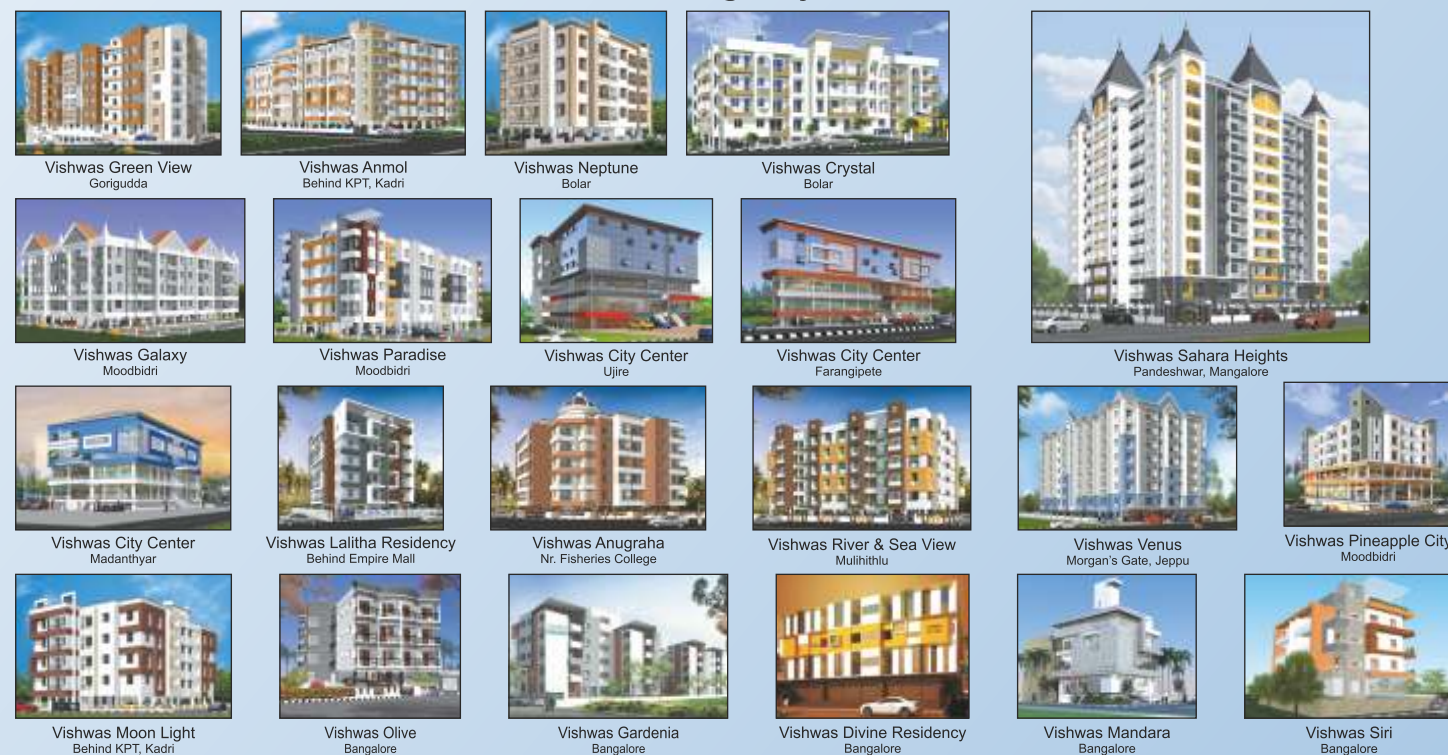 Vishwas Green View
Gorigudda
Vishwas Anmol
Behind KPT, Kadri
Vishwas Neptune
Bolar
Vishwas Crystal
Bolar
Vishwas Galaxy
Moodbidri
Vishwas Paradise
Moodbidri
Vishwas City Center
Ujire
Vishwas City Center
Farangipete
Vishwas Sahara Heights
Pandeshwar, Mangalore
Vishwas City Center
Madanthyar
Vishwas Lalitha Residency
Behind Empire Mall
Vishwas Anugraha
Nr. Fisheries College
Vishwas River & Sea View
Mulihithlu
Vishwas Venus
Morgan's Gate, Jeppu
Vishwas Pineapple City
Moodbidri
Vishwas Moon Light
Behind KPT, Kadri
Vishwas Olive
Bangalore
Vishwas Gardenia
Bangalore
Vishwas Divine Residency
Bangalore
Vishwas Mandara
Bangalore
Vishwas Siri
Bangalore